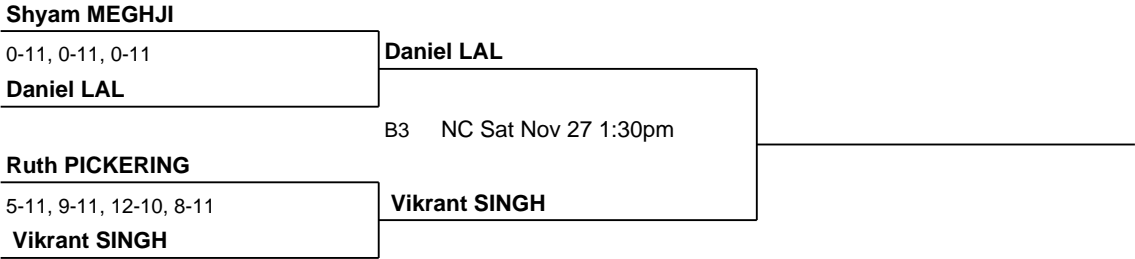 Shyam MEGHJI
0-11, 0-11, 0-11
Daniel LAL
Daniel LAL
B3 NC Sat Nov 27 1:30pm
Ruth PICKERING
5-11, 9-11, 12-10, 8-11
Vikrant SINGH
Vikrant SINGH